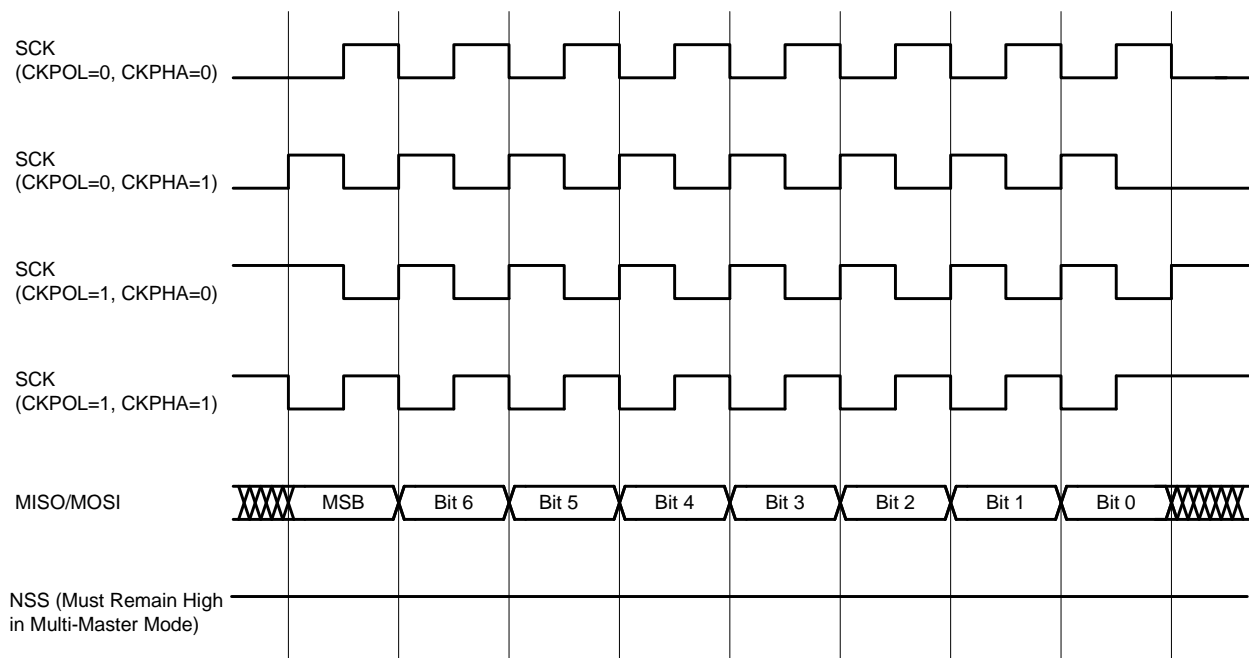 SCK
(CKPOL=0, CKPHA=0)
SCK
(CKPOL=0, CKPHA=1)
SCK
(CKPOL=1, CKPHA=0)
SCK
(CKPOL=1, CKPHA=1)
MISO/MOSI MSB Bit 6 Bit 5 Bit 4 Bit 3 Bit 2 Bit 1 Bit 0
NSS (Must Remain High
in Multi-Master Mode)